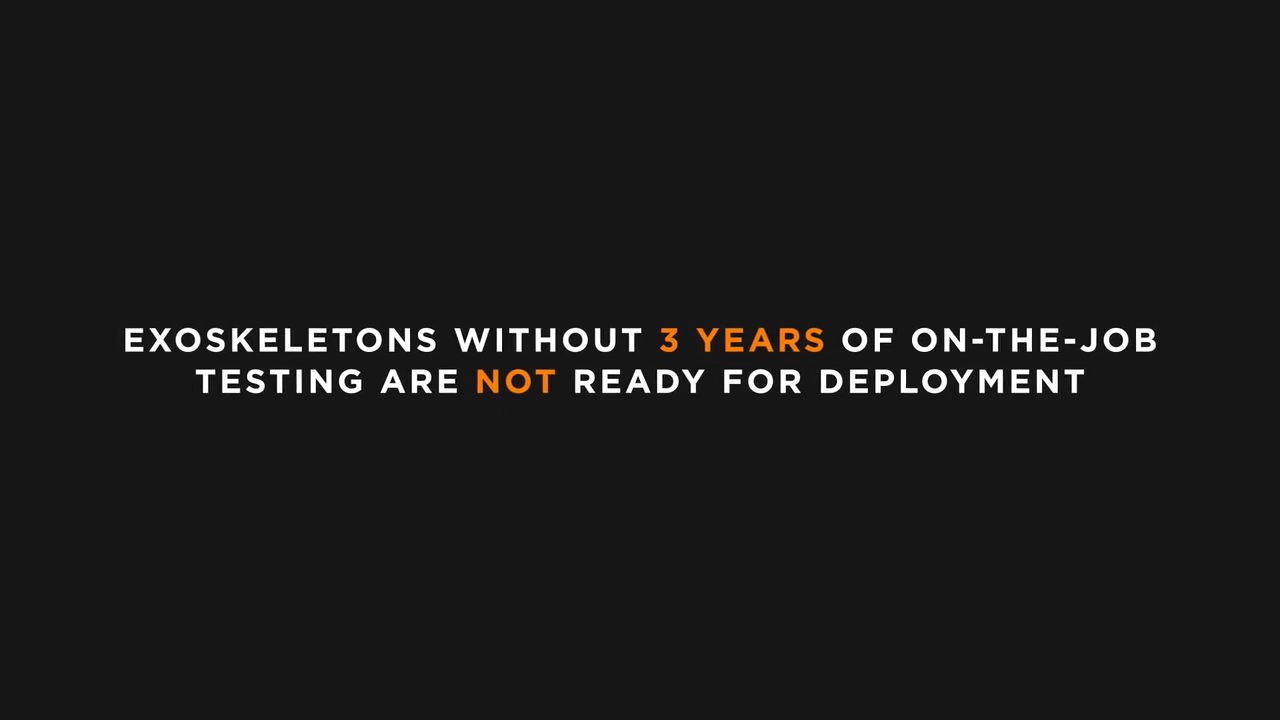 EXOSKELETONS WITHOUT 3 YEARS OF ON-THE-JOB
TESTING ARE NOT READY FOR DEPLOYMENT